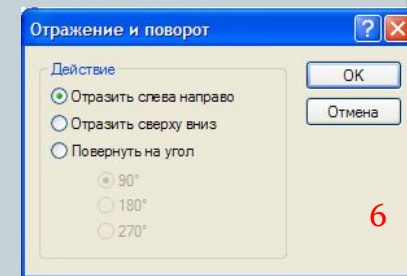 Отражение и поворот
Действие
Отразить слева направо
Отразить сверху вниз
Повернуть на угол
90°
180°
270°
OK
Отмена
6